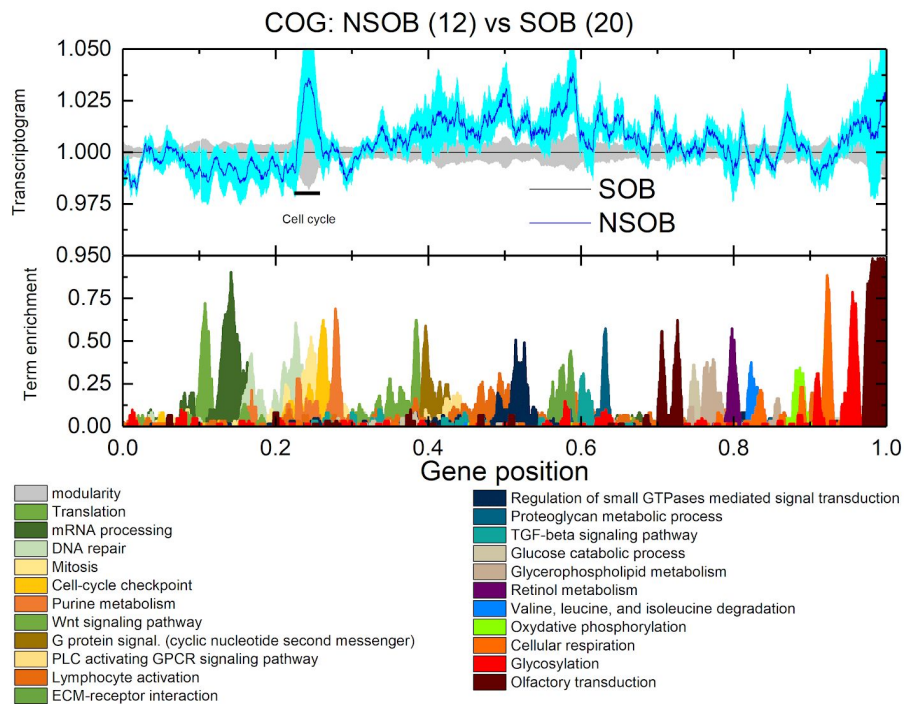 COG: NSOB (12) vs SOB (20)
Transcriptogram
1.050
1.025
1.000
0.975
0.950
Cell cycle
SOB
NSOB
Term enrichment
0.75
0.50
0.25
0.00
0.0 0.2 0.4 0.6 0.8 1.0
Gene position
modularity
Translation
mRNA processing
DNA repair
Mitosis
Cell-cycle checkpoint
Purine metabolism
Wnt signaling pathway
G protein signal. (cyclic nucleotide second messenger)
PLC activating GPCR signaling pathway
Lymphocyte activation
ECM-receptor interaction
Regulation of small GTPases mediated signal transduction
Proteoglycan metabolic process
TGF-beta signaling pathway
Glucose catabolic process
Glycerophospholipid metabolism
Retinol metabolism
Valine, leucine, and isoleucine degradation
Oxydative phosphorylation
Cellular respiration
Glycosylation
Olfactory transduction